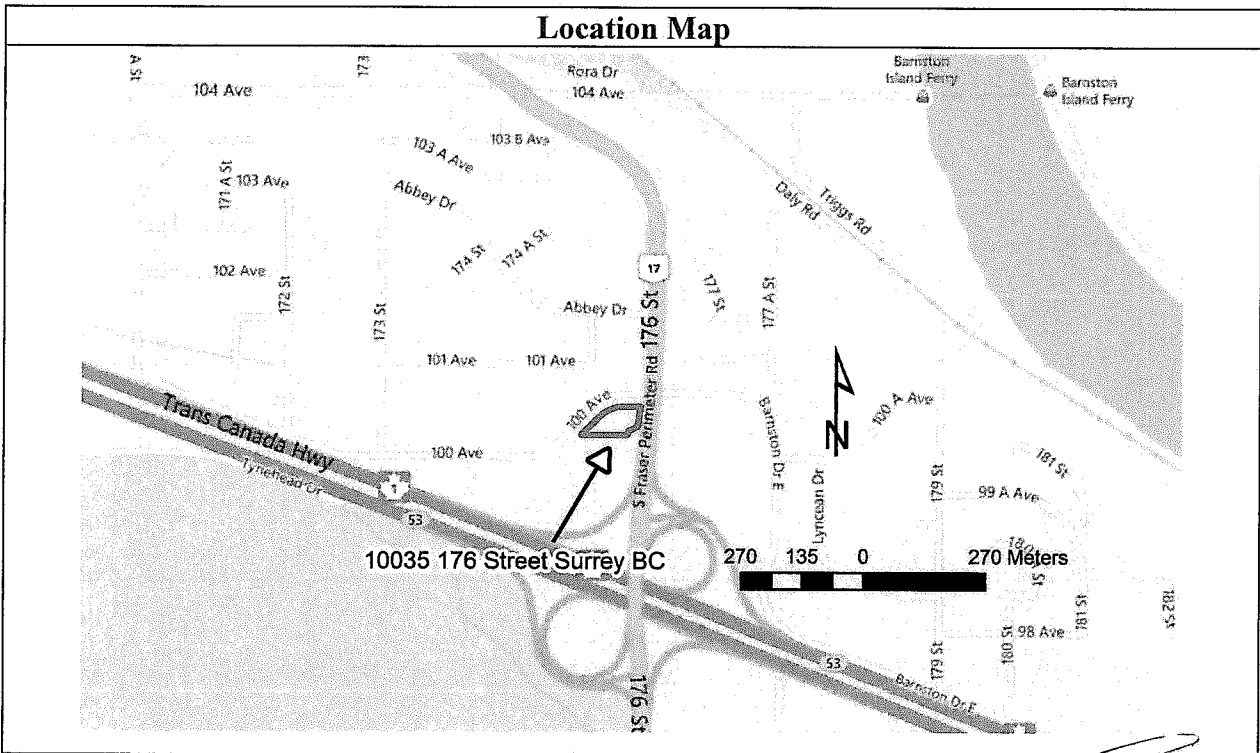 Location Map
A St
173
Rora Dr
104 Ave
104 Ave
Barnston
Island Ferry
Barnston
Island Ferry
103 A Ave
103 B Ave
171 A St
103 Ave
Abbey Dr
Daly Rd
Triggs Rd
174 St
174 A St
102 Ave
172 St
173 St
17
176 St
177 St
177 A St
Abbey Dr
101 Ave
101 Ave
S Fraser Perimeter Rd
100 Ave
Trans Canada Hwy
Tynehead Dr
100 Ave
1
53
Barnston Dr E
N
100 A Ave
Lyncean Dr
179 St
181 St
99 A Ave
180 St
10035 176 Street Surrey BC
270 135 0 270 Meters
181 St
182 St
98 Ave
179 St
180 St
53
Barnston Dr E
176 St
1